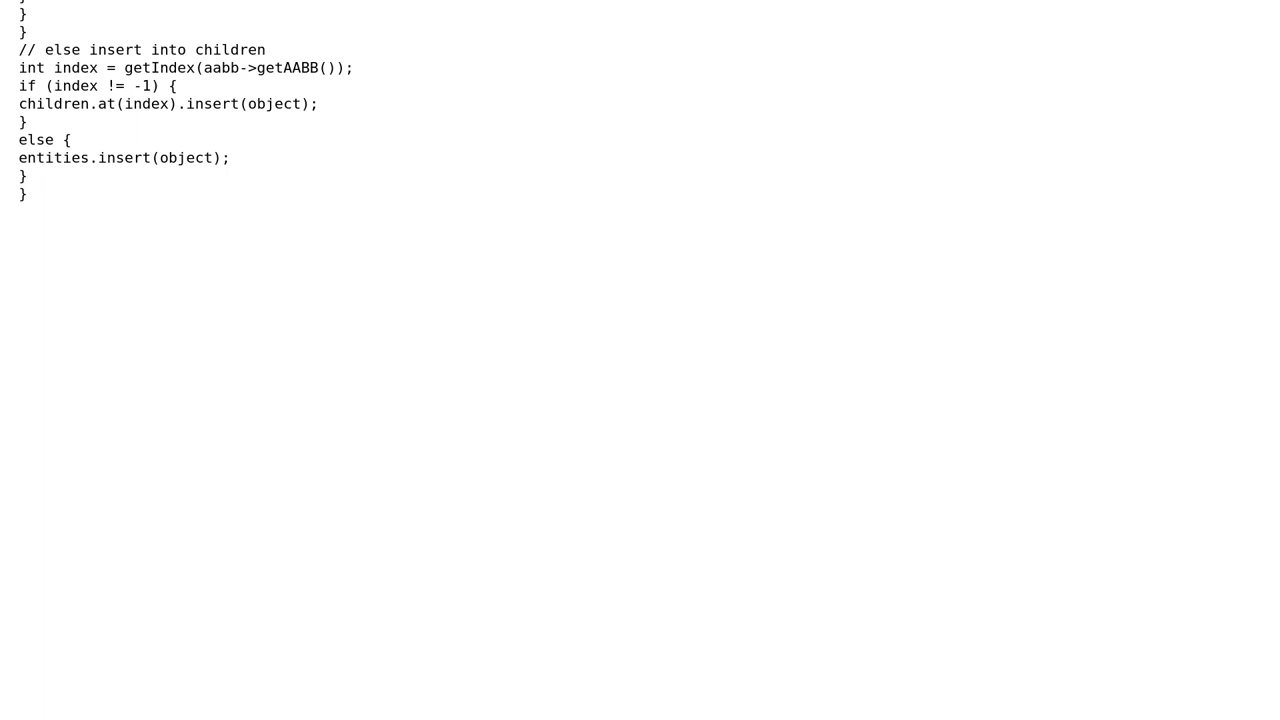 }
}
// else insert into children
int index = getIndex(aabb->getAABB());
if (index != -1) {
children.at(index).insert(object);
}
else {
entities.insert(object);
}
}